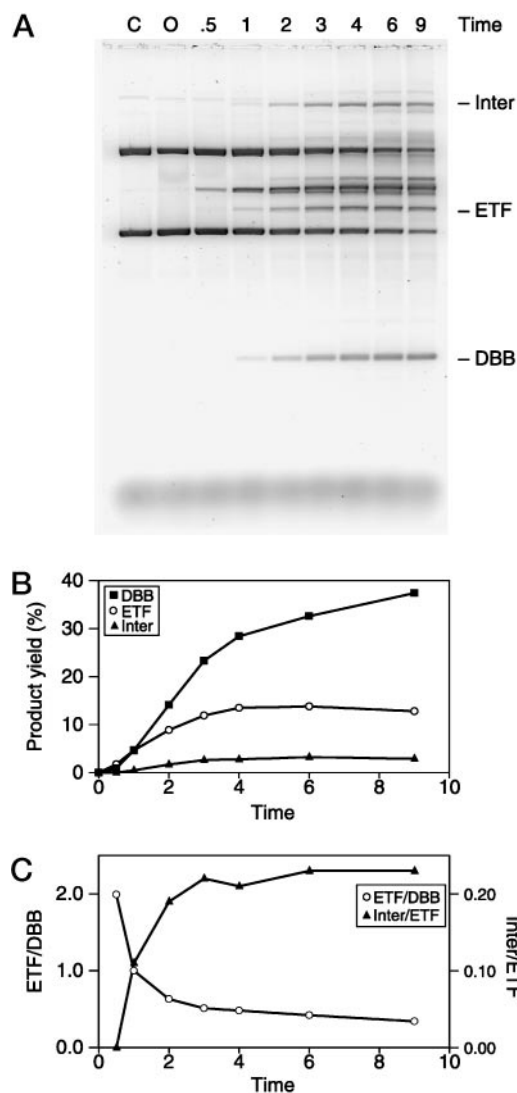 A
C O .5 1 2 3 4 6 9 Time
Inter
ETF
DBB
B
40
30
20
10
0
Product yield (%)
DBB
ETF
Inter
0 2 4 6 8 10
Time
C
2.0
1.0
0.0
ETF/DBB
ETF/DBB
Inter/ETF
0.20
0.10
0.00
Inter/ETF
0 2 4 6 8 10
Time